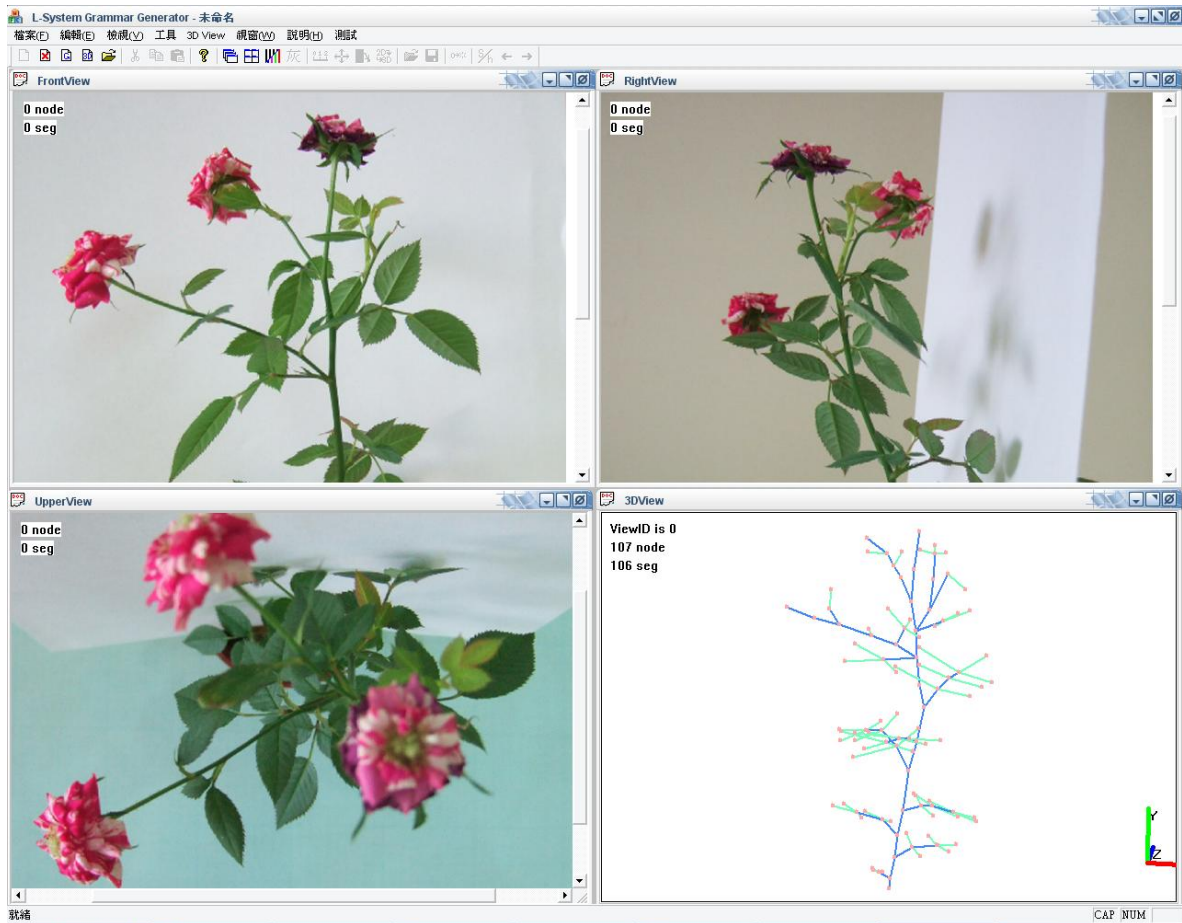 L-System Grammar Generator - 未命名
檔案(F) 編輯(E) 檢視(V) 工具 3D View 視窗(W) 說明(H) 測試
FrontView
0 node
0 seg
RightView
0 node
0 seg
UpperView
0 node
0 seg
3DView
ViewID is 0
107 node
106 seg
Y
Z
就緒
CAP NUM